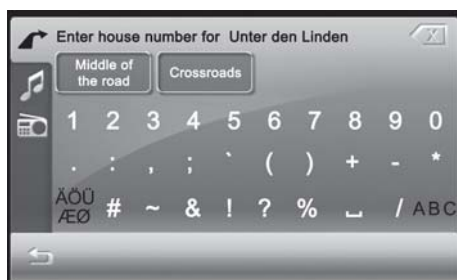 Enter house number for Unter den Linden
Middle of
the road
Crossroads
1 2 3 4 5 6 7 8 9 0
. : , ; ` ( ) + - *
ÄÖÜ
ÆØ # ~ & ! ? % ⎵ / ABC